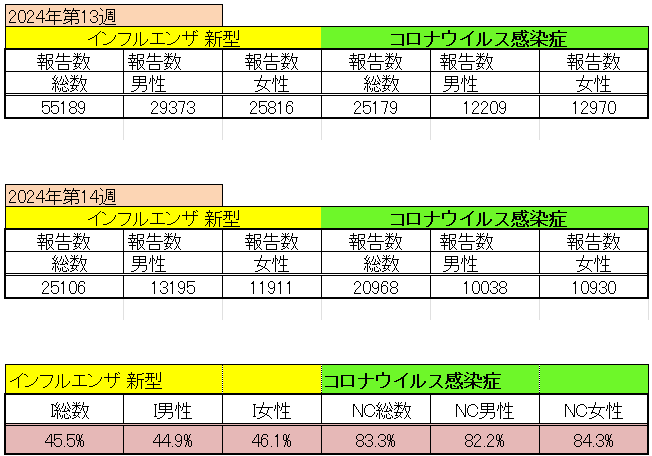 2024年第13週
インフルエンザ 新型 コロナウイルス感染症
報告数 報告数 報告数 報告数 報告数 報告数
総数 男性 女性 総数 男性 女性
55189 29373 25816 25179 12209 12970
2024年第14週
インフルエンザ 新型 コロナウイルス感染症
報告数 報告数 報告数 報告数 報告数 報告数
総数 男性 女性 総数 男性 女性
25106 13195 11911 20968 10038 10930
インフルエンザ 新型 コロナウイルス感染症
I総数 I男性 I女性 NC総数 NC男性 NC女性
45.5% 44.9% 46.1% 83.3% 82.2% 84.3%